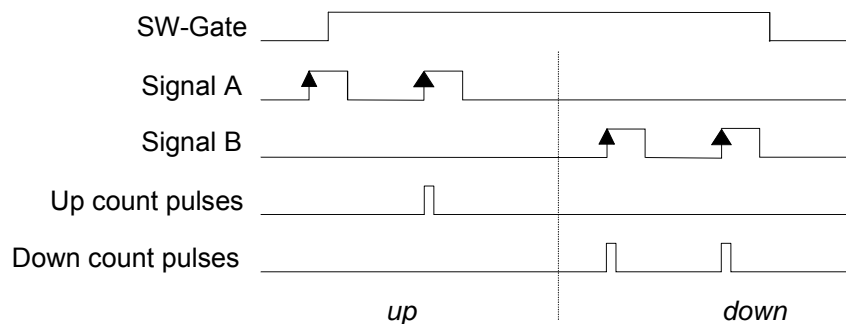 SW-Gate
Signal A
Signal B
Up count pulses
Down count pulses
up
down